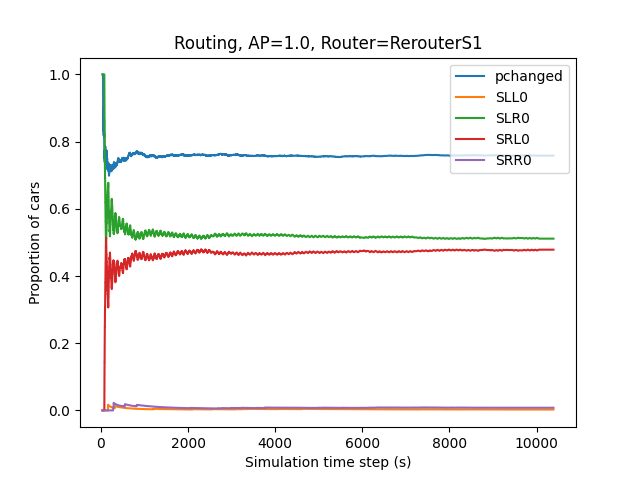 Routing, AP=1.0, Router=RerouterS1
pchanged
SLL0
SLR0
SRL0
SRR0
Proportion of cars
1.0
0.8
0.6
0.4
0.2
0.0
0 2000 4000 6000 8000 10000
Simulation time step (s)